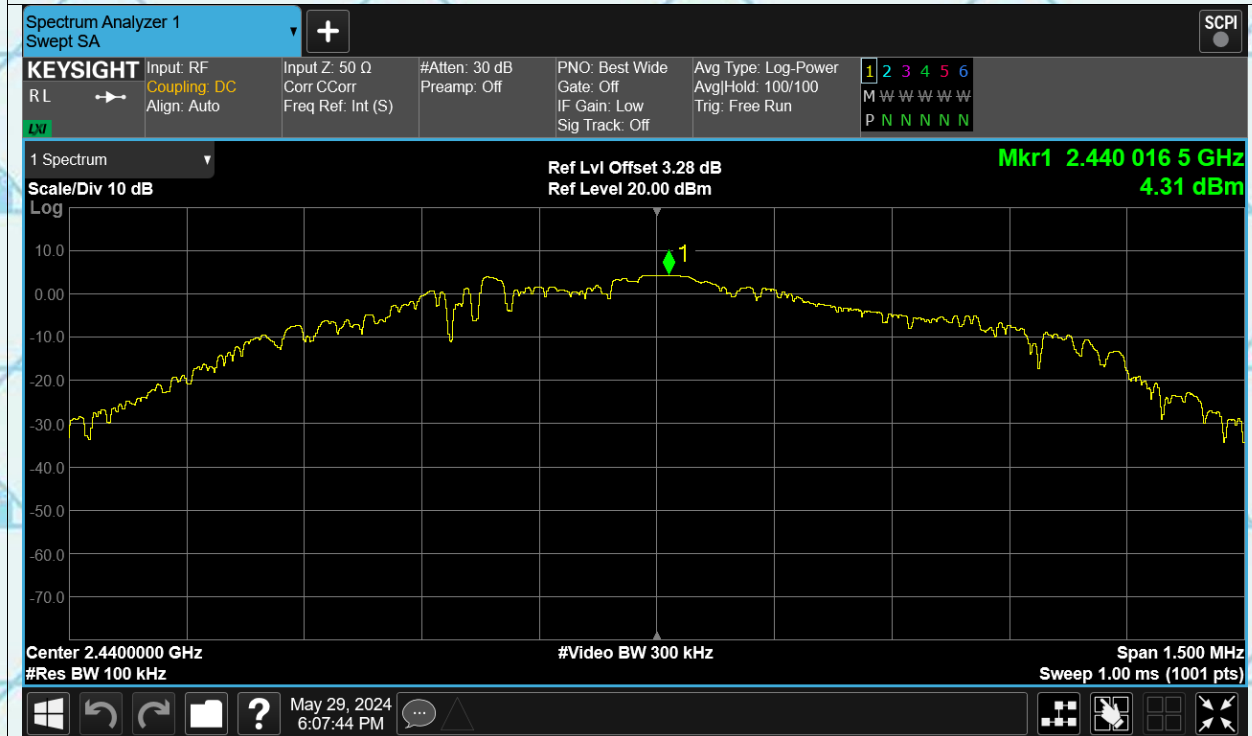 Spectrum Analyzer 1
Swept SA
SCPI
KEYSIGHT
R L
LXI
Input: RF
Coupling: DC
Align: Auto
Input Z: 50 Ω
Corr CCorr
Freq Ref: Int (S)
#Atten: 30 dB
Preamp: Off
PNO: Best Wide
Gate: Off
IF Gain: Low
Sig Track: Off
Avg Type: Log-Power
Avg|Hold: 100/100
Trig: Free Run
1 2 3 4 5 6
M W W W W W
P N N N N N
1 Spectrum
Scale/Div 10 dB
Log
Ref Lvl Offset 3.28 dB
Ref Level 20.00 dBm
Mkr1 2.440 016 5 GHz
4.31 dBm
1
10.0
0.00
-10.0
-20.0
-30.0
-40.0
-50.0
-60.0
-70.0
Center 2.4400000 GHz
#Res BW 100 kHz
#Video BW 300 kHz
Span 1.500 MHz
Sweep 1.00 ms (1001 pts)
?
May 29, 2024
6:07:44 PM